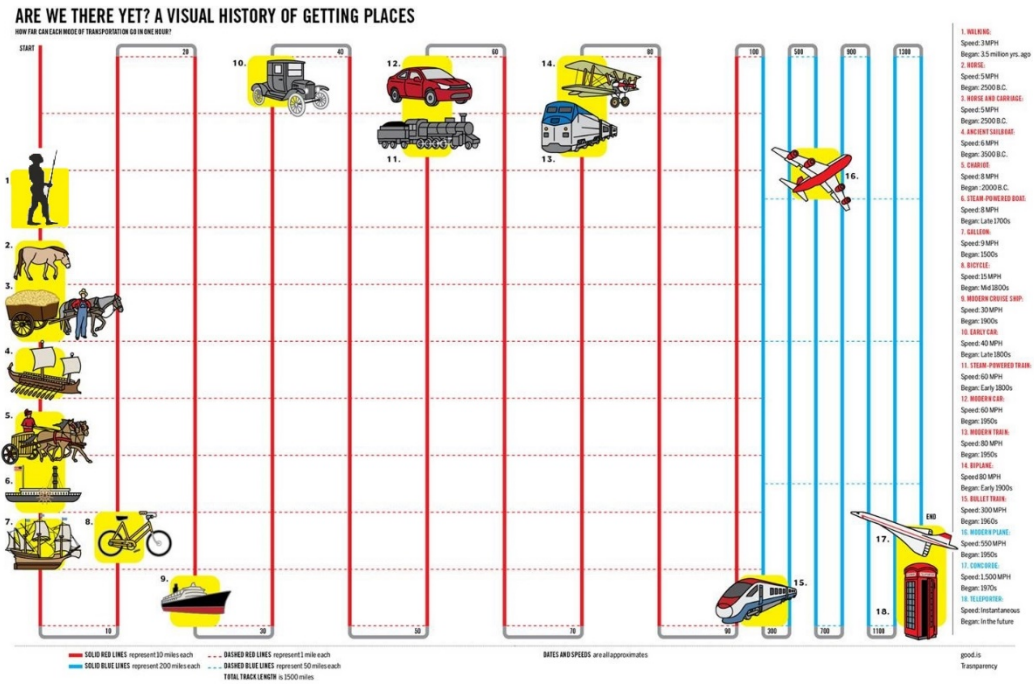 ARE WE THERE YET? A VISUAL HISTORY OF GETTING PLACES
HOW FAR CAN EACH MODE OF TRANSPORTATION GO IN ONE HOUR?
START
20
40
60
80
100
500
900
1300
10.
12.
14.
11.
13.
1
16.
2.
3.
4.
5.
6.
7.
8.
9.
15.
END
17.
18.
10
30
50
70
90
300
700
1100
1. WALKING:
Speed: 3 MPH
Began: 3.5 million yrs. ago
2. HORSE:
Speed: 5 MPH
Began: 2500 B.C.
3. HORSE AND CARRIAGE:
Speed: 5 MPH
Began: 2500 B.C.
4. ANCIENT SAILBOAT:
Speed: 6 MPH
Began: 3500 B.C.
5. CHARIOT:
Speed: 8 MPH
Began: 2000 B.C.
6. STEAM-POWERED BOAT:
Speed: 8 MPH
Began: Late 1700s
7. GALLEON:
Speed: 9 MPH
Began: 1500s
8. BICYCLE:
Speed: 15 MPH
Began: Mid 1800s
9. MODERN CRUISE SHIP:
Speed: 30 MPH
Began: 1900s
10. EARLY CAR:
Speed: 40 MPH
Began: Late 1800s
11. STEAM-POWERED TRAIN:
Speed: 60 MPH
Began: Early 1800s
12. MODERN CAR:
Speed: 60 MPH
Began: 1950s
13. MODERN TRAIN:
Speed: 80 MPH
Began: 1950s
14. BIPLANE:
Speed 80 MPH
Began: Early 1900s
15. BULLET TRAIN:
Speed: 300 MPH
Began: 1960s
16. MODERN PLANE:
Speed: 550 MPH
Began: 1950s
17. CONCORDE:
Speed: 1,500 MPH
Began: 1970s
18. TELEPORTER:
Speed: Instantaneous
Began: In the future
SOLID RED LINES represent 10 miles each
DASHED RED LINES represent 1 mile each
SOLID BLUE LINES represent 200 miles each
DASHED BLUE LINES represent 50 miles each
TOTAL TRACK LENGTH is 1500 miles
DATES AND SPEEDS are all approximates
good.is
Trasnparency